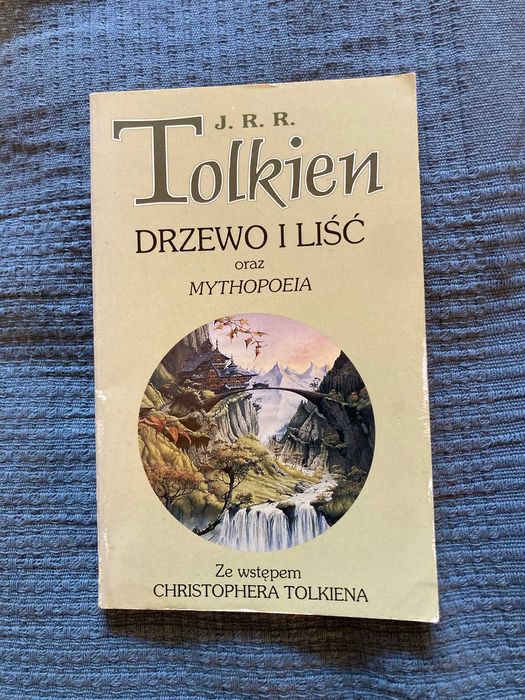 J. R. R.
Tolkien
DRZEWO I LIŚĆ
oraz
MYTHOPOEIA
Ze wstępem
CHRISTOPHERA TOLKIENA